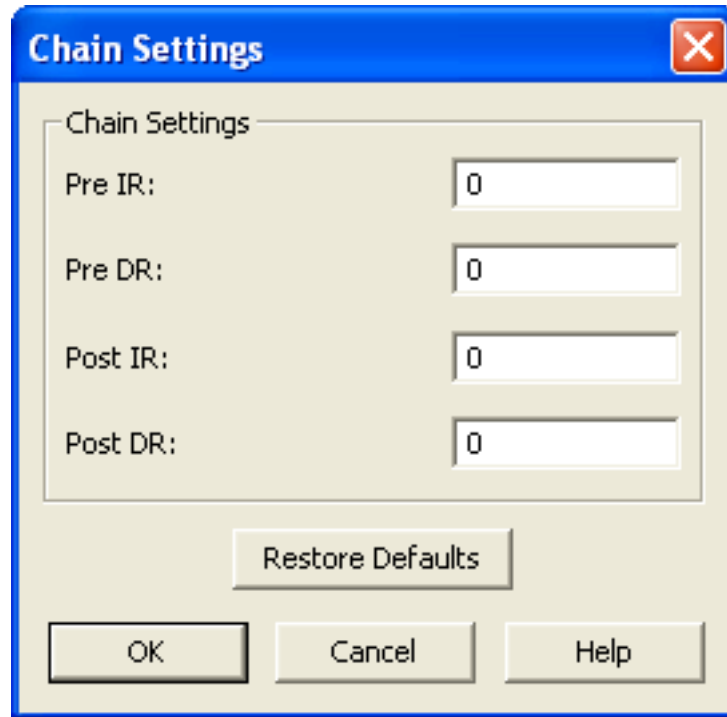 Chain Settings
Chain Settings
Pre IR: 0
Pre DR: 0
Post IR: 0
Post DR: 0
Restore Defaults
OK Cancel Help